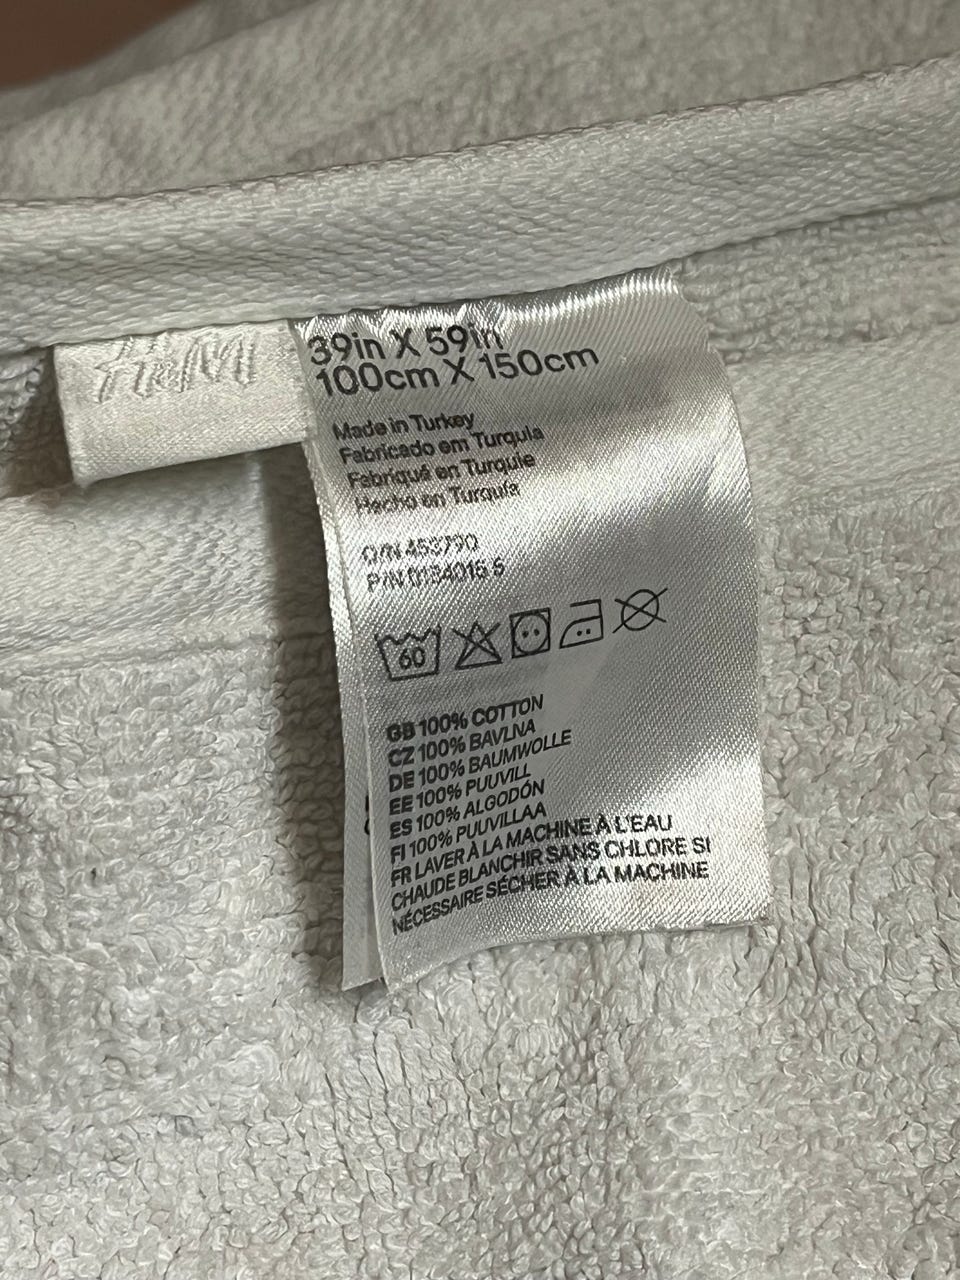 H&M
39in X 59in
100cm X 150cm
Made in Turkey
Fabricado em Turquia
Fabriqué en Turquie
Hecho en Turquía
O/N 453790
P/N 0184015 5
60
GB 100% COTTON
CZ 100% BAVLNA
DE 100% BAUMWOLLE
EE 100% PUUVILL
ES 100% ALGODÓN
FI 100% PUUVILLAA
FR LAVER À LA MACHINE À L'EAU
CHAUDE BLANCHIR SANS CHLORE SI
NÉCESSAIRE SÉCHER À LA MACHINE